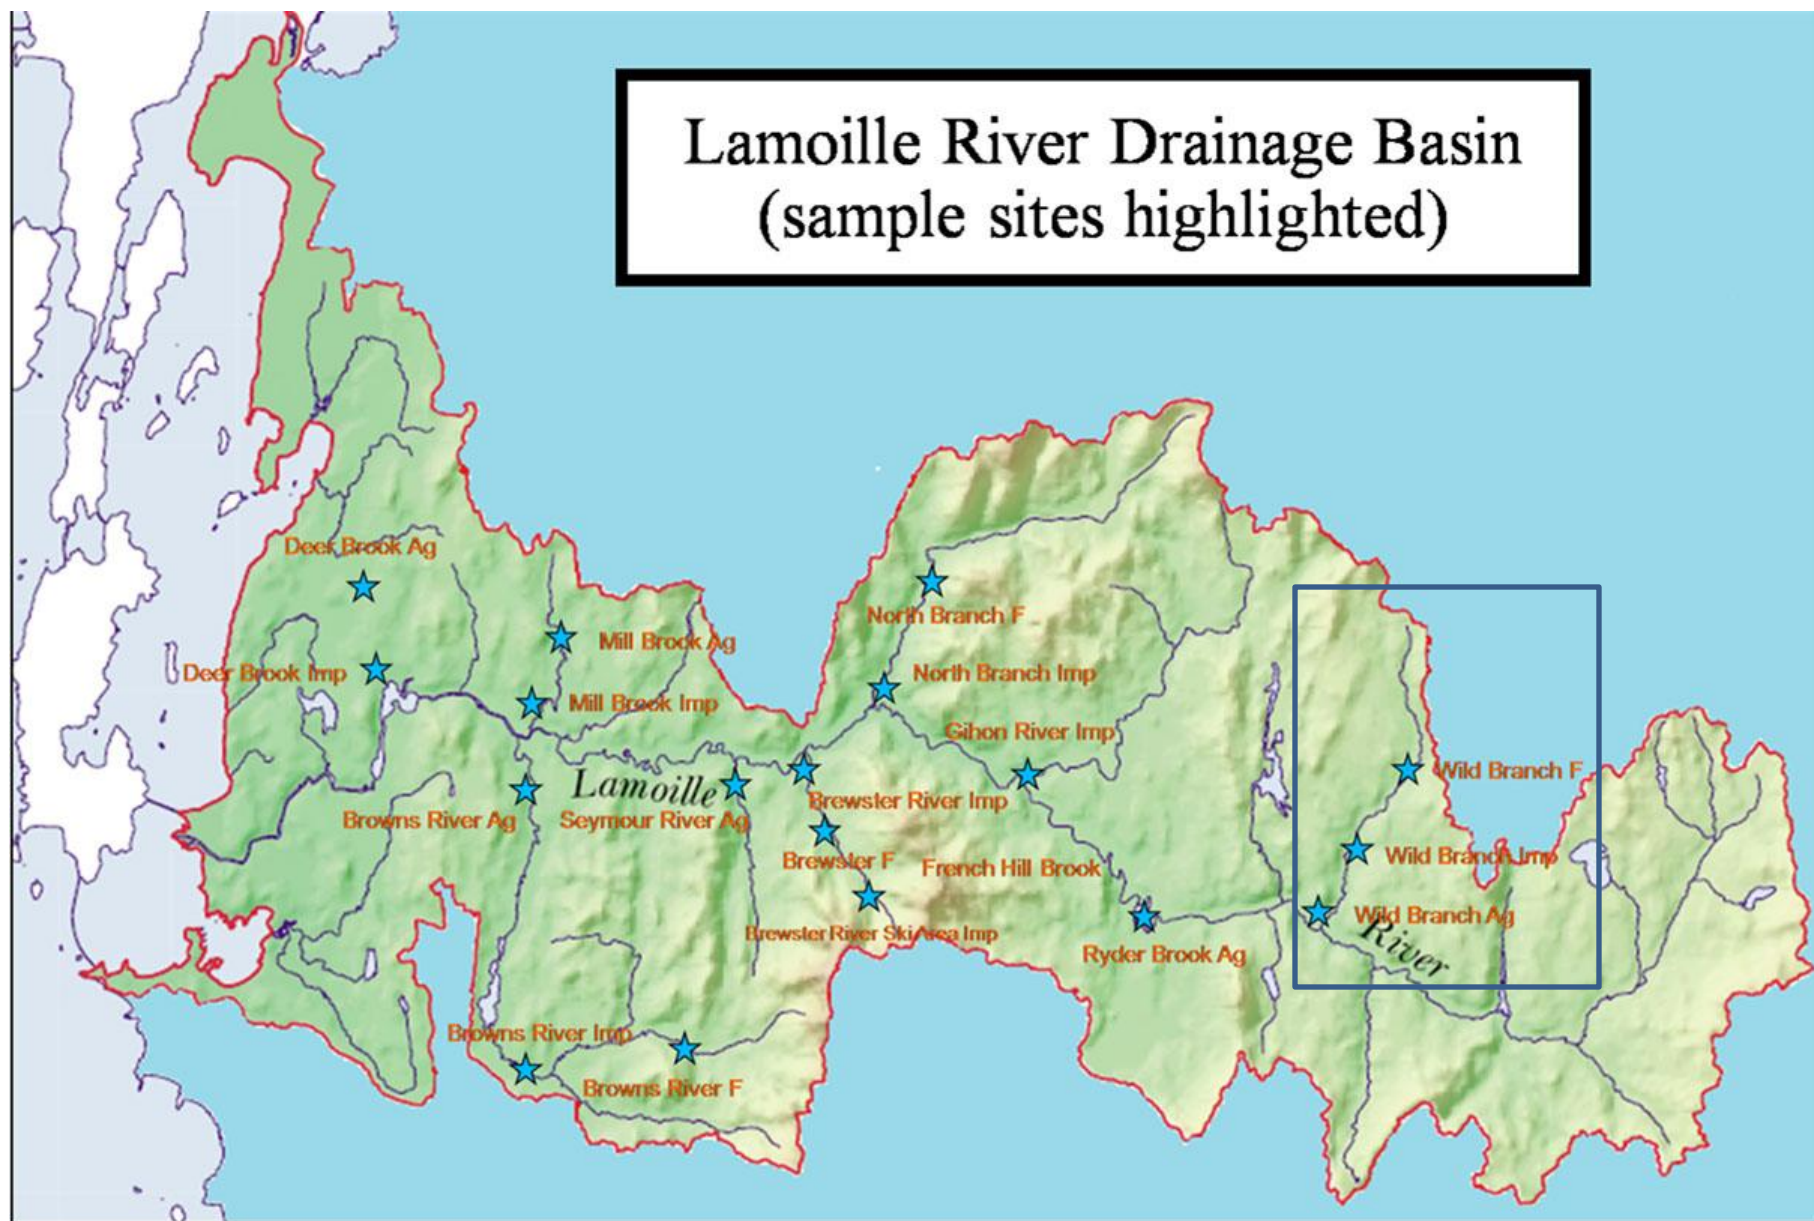 Lamoille River Drainage Basin
(sample sites highlighted)
Deer Brook Ag
North Branch F
Mill Brook Ag
Deer Brook Imp
North Branch Imp
Mill Brook Imp
Gihon River Imp
Wild Branch F
Lamoille
Brewster River Imp
Browns River Ag
Seymour River Ag
Wild Branch Imp
Brewster F
French Hill Brook
Wild Branch Ag
Brewster River Ski Area Imp
River
Ryder Brook Ag
Browns River Imp
Browns River F